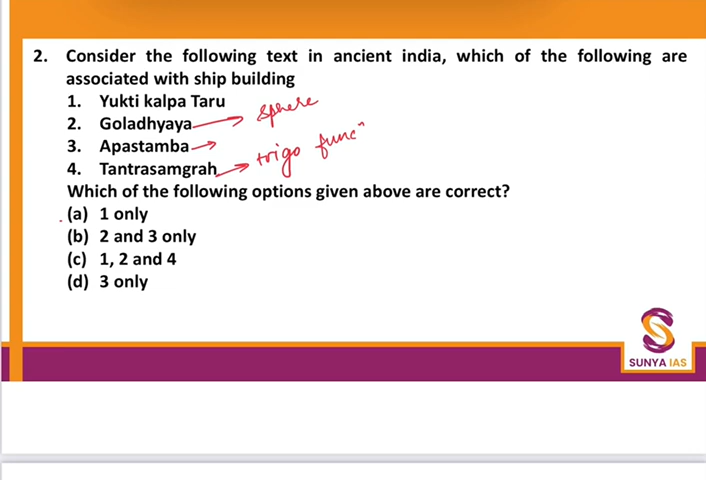 2. Consider the following text in ancient india, which of the following are
associated with ship building
1. Yukti kalpa Taru
2. Goladhyaya → sphere
3. Apastamba →
4. Tantrasamgrah → trigo funcⁿ
Which of the following options given above are correct?
(a) 1 only
(b) 2 and 3 only
(c) 1, 2 and 4
(d) 3 only
SUNYA IAS